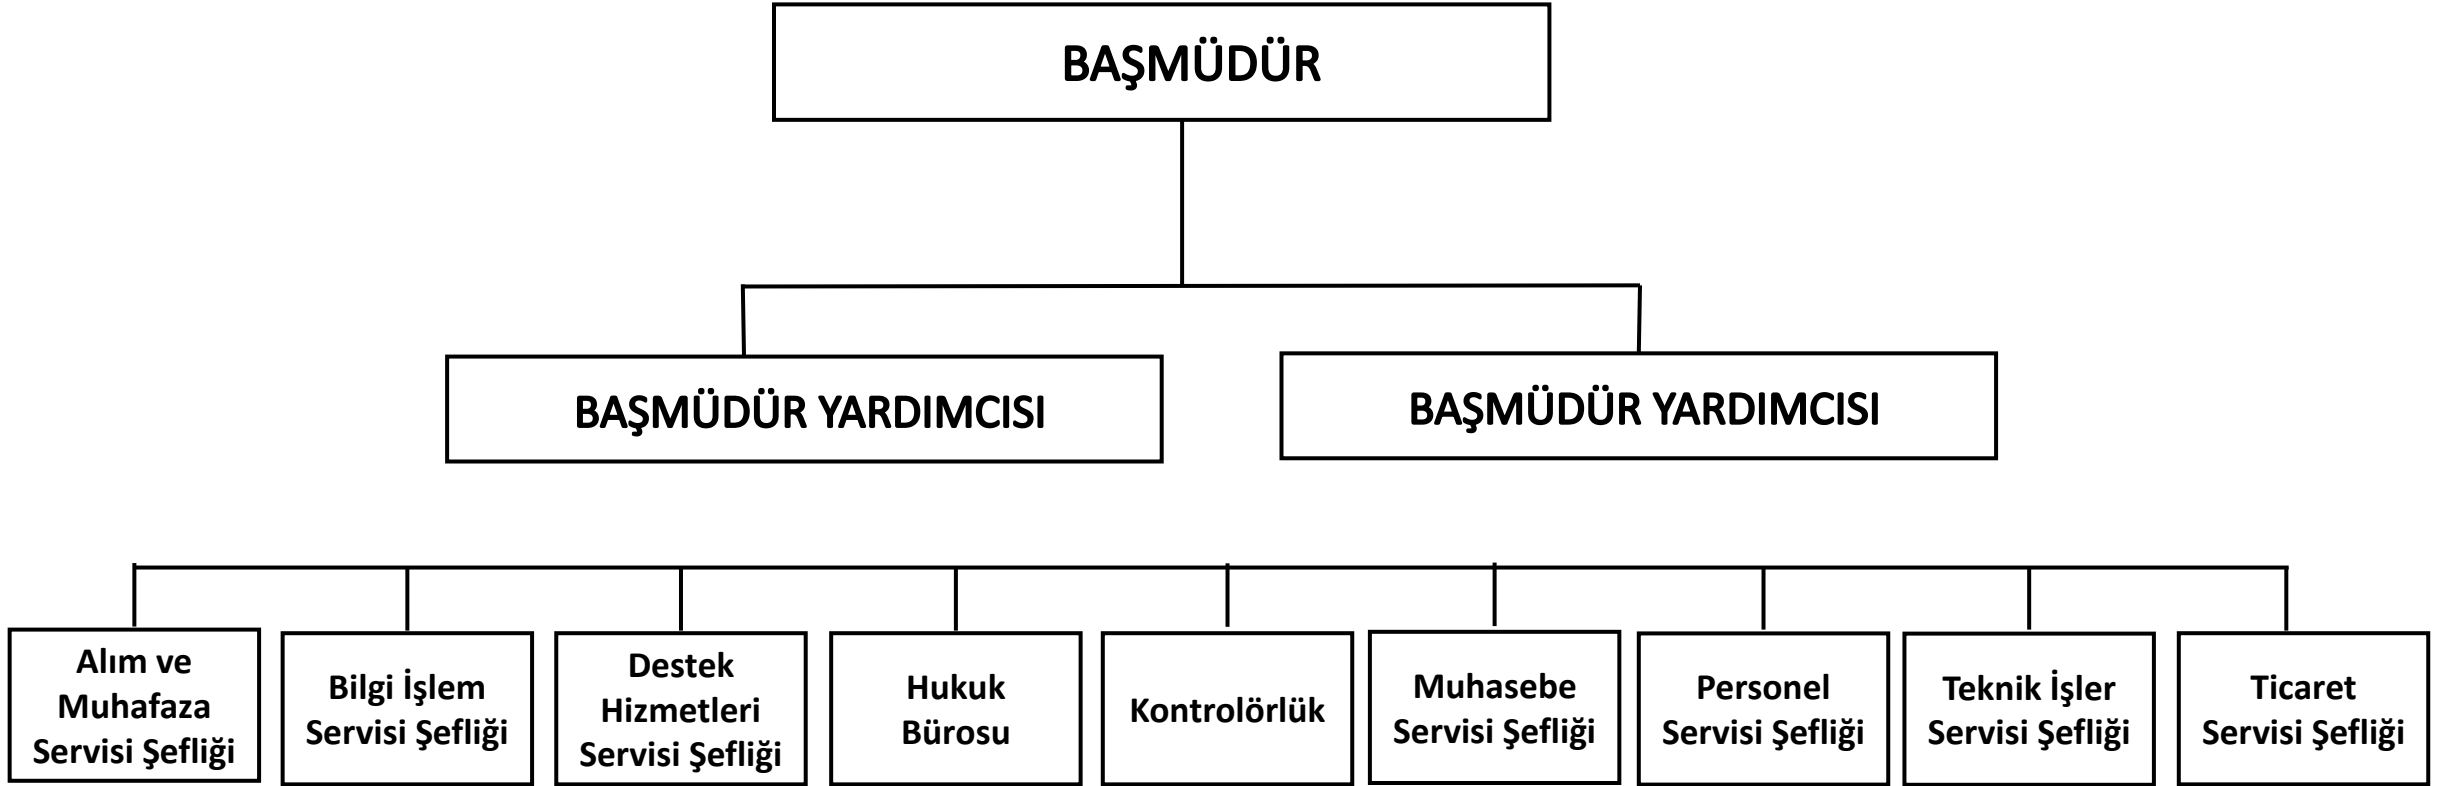 BAŞMÜDÜR
BAŞMÜDÜR YARDIMCISI
BAŞMÜDÜR YARDIMCISI
Alım ve
Muhafaza
Servisi Şefliği
Bilgi İşlem
Servisi Şefliği
Destek
Hizmetleri
Servisi Şefliği
Hukuk
Bürosu
Kontrolörlük
Muhasebe
Servisi Şefliği
Personel
Servisi Şefliği
Teknik İşler
Servisi Şefliği
Ticaret
Servisi Şefliği